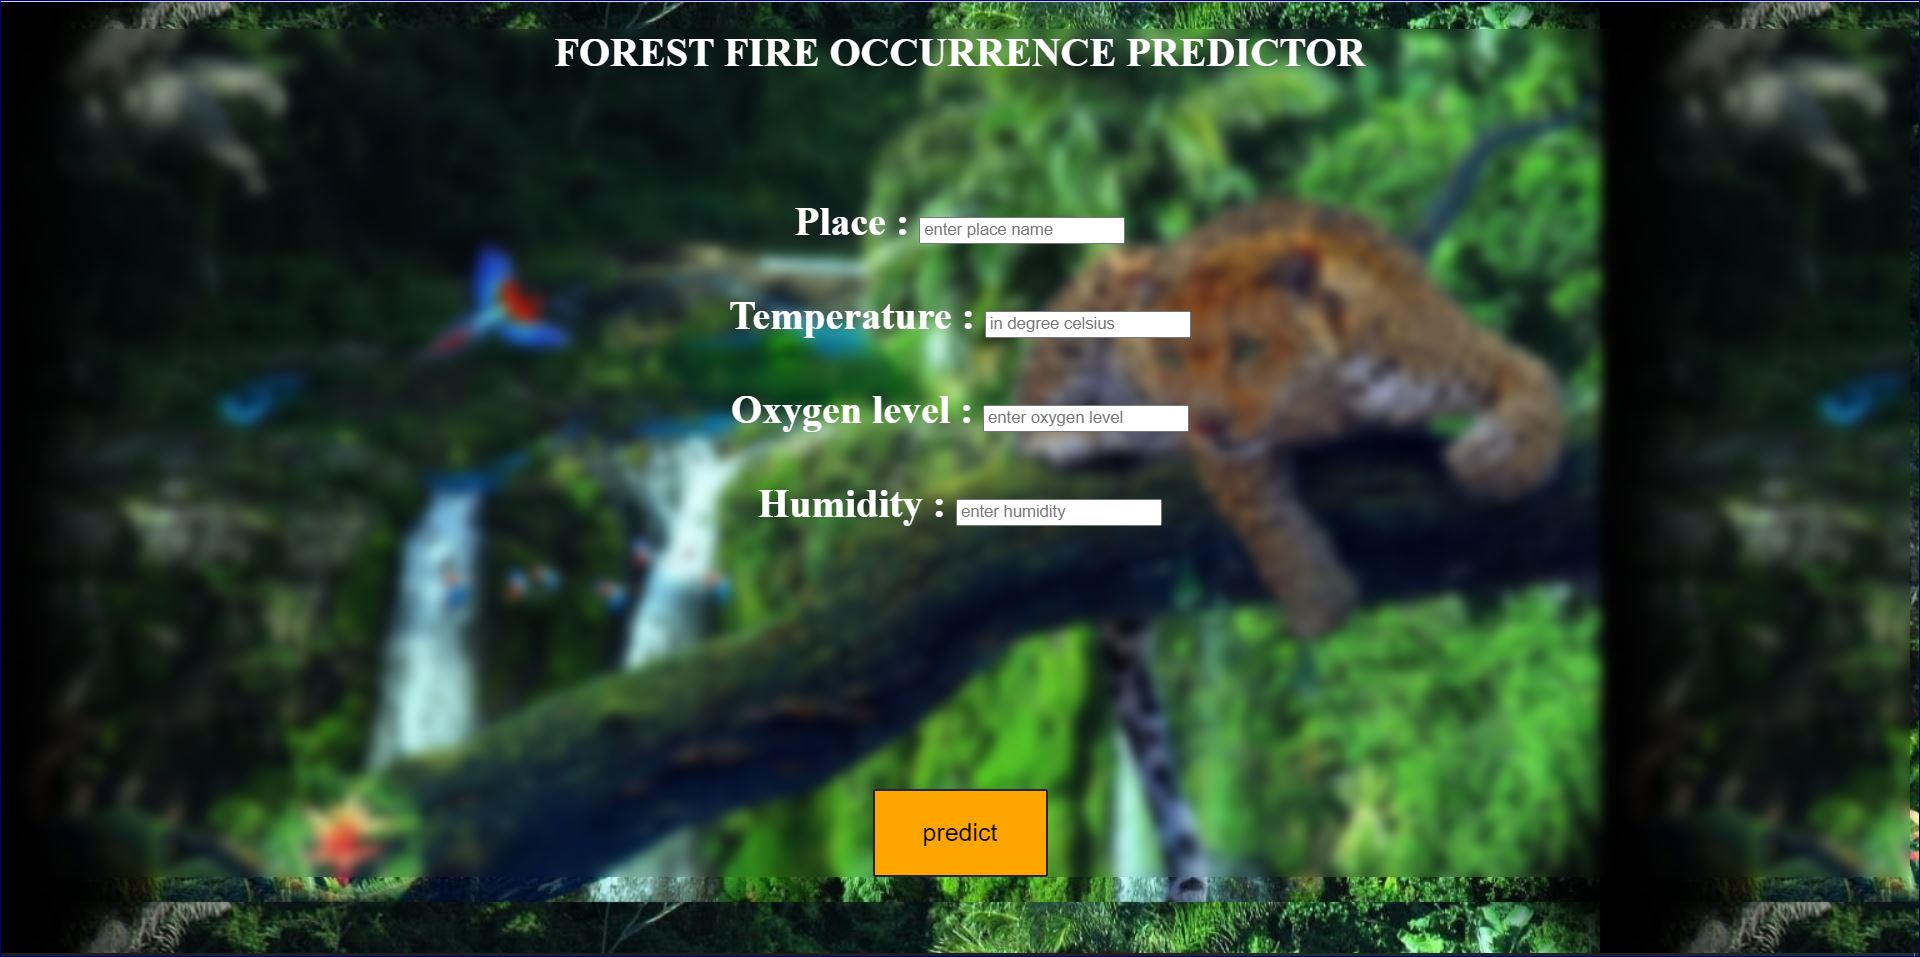 FOREST FIRE OCCURRENCE PREDICTOR
Place : enter place name
Temperature : in degree celsius
Oxygen level : enter oxygen level
Humidity : enter humidity
predict